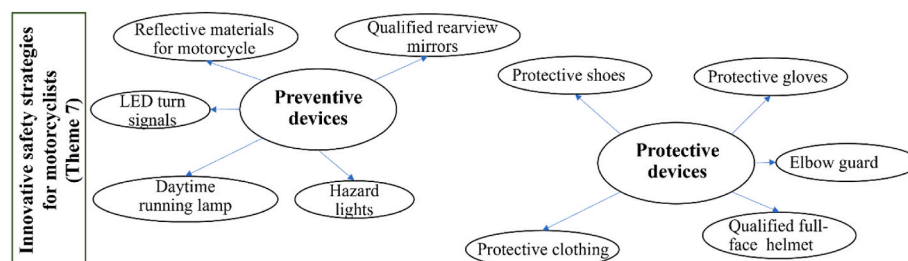 Innovative safety strategies
for motorcyclists
(Theme 7)
Reflective materials
for motorcycle
Qualified rearview
mirrors
Preventive
devices
LED turn
signals
Daytime
running lamp
Hazard
lights
Protective shoes
Protective gloves
Protective
devices
Elbow guard
Protective clothing
Qualified full-
face helmet